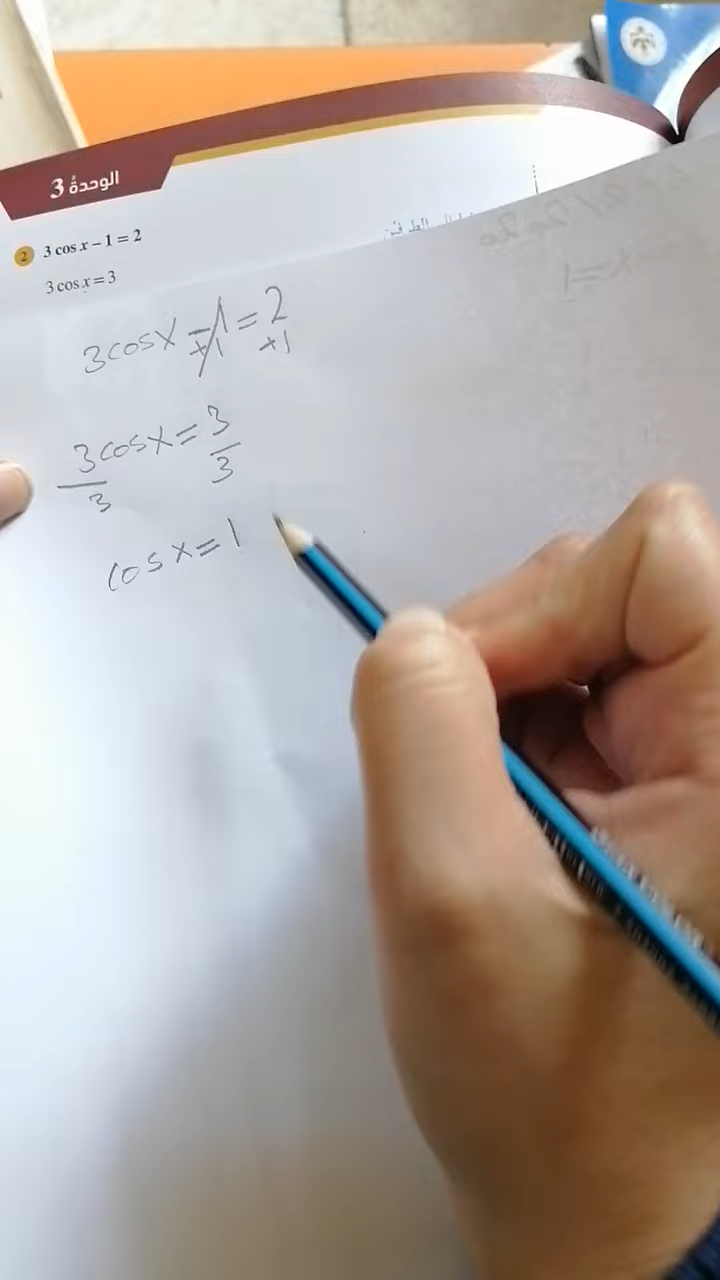 الوحدة 3
2 3 cos x − 1 = 2
3 cos x = 3
3cosx -1 = 2
+1 +1
3cosx = 3
3 3
cosx = 1